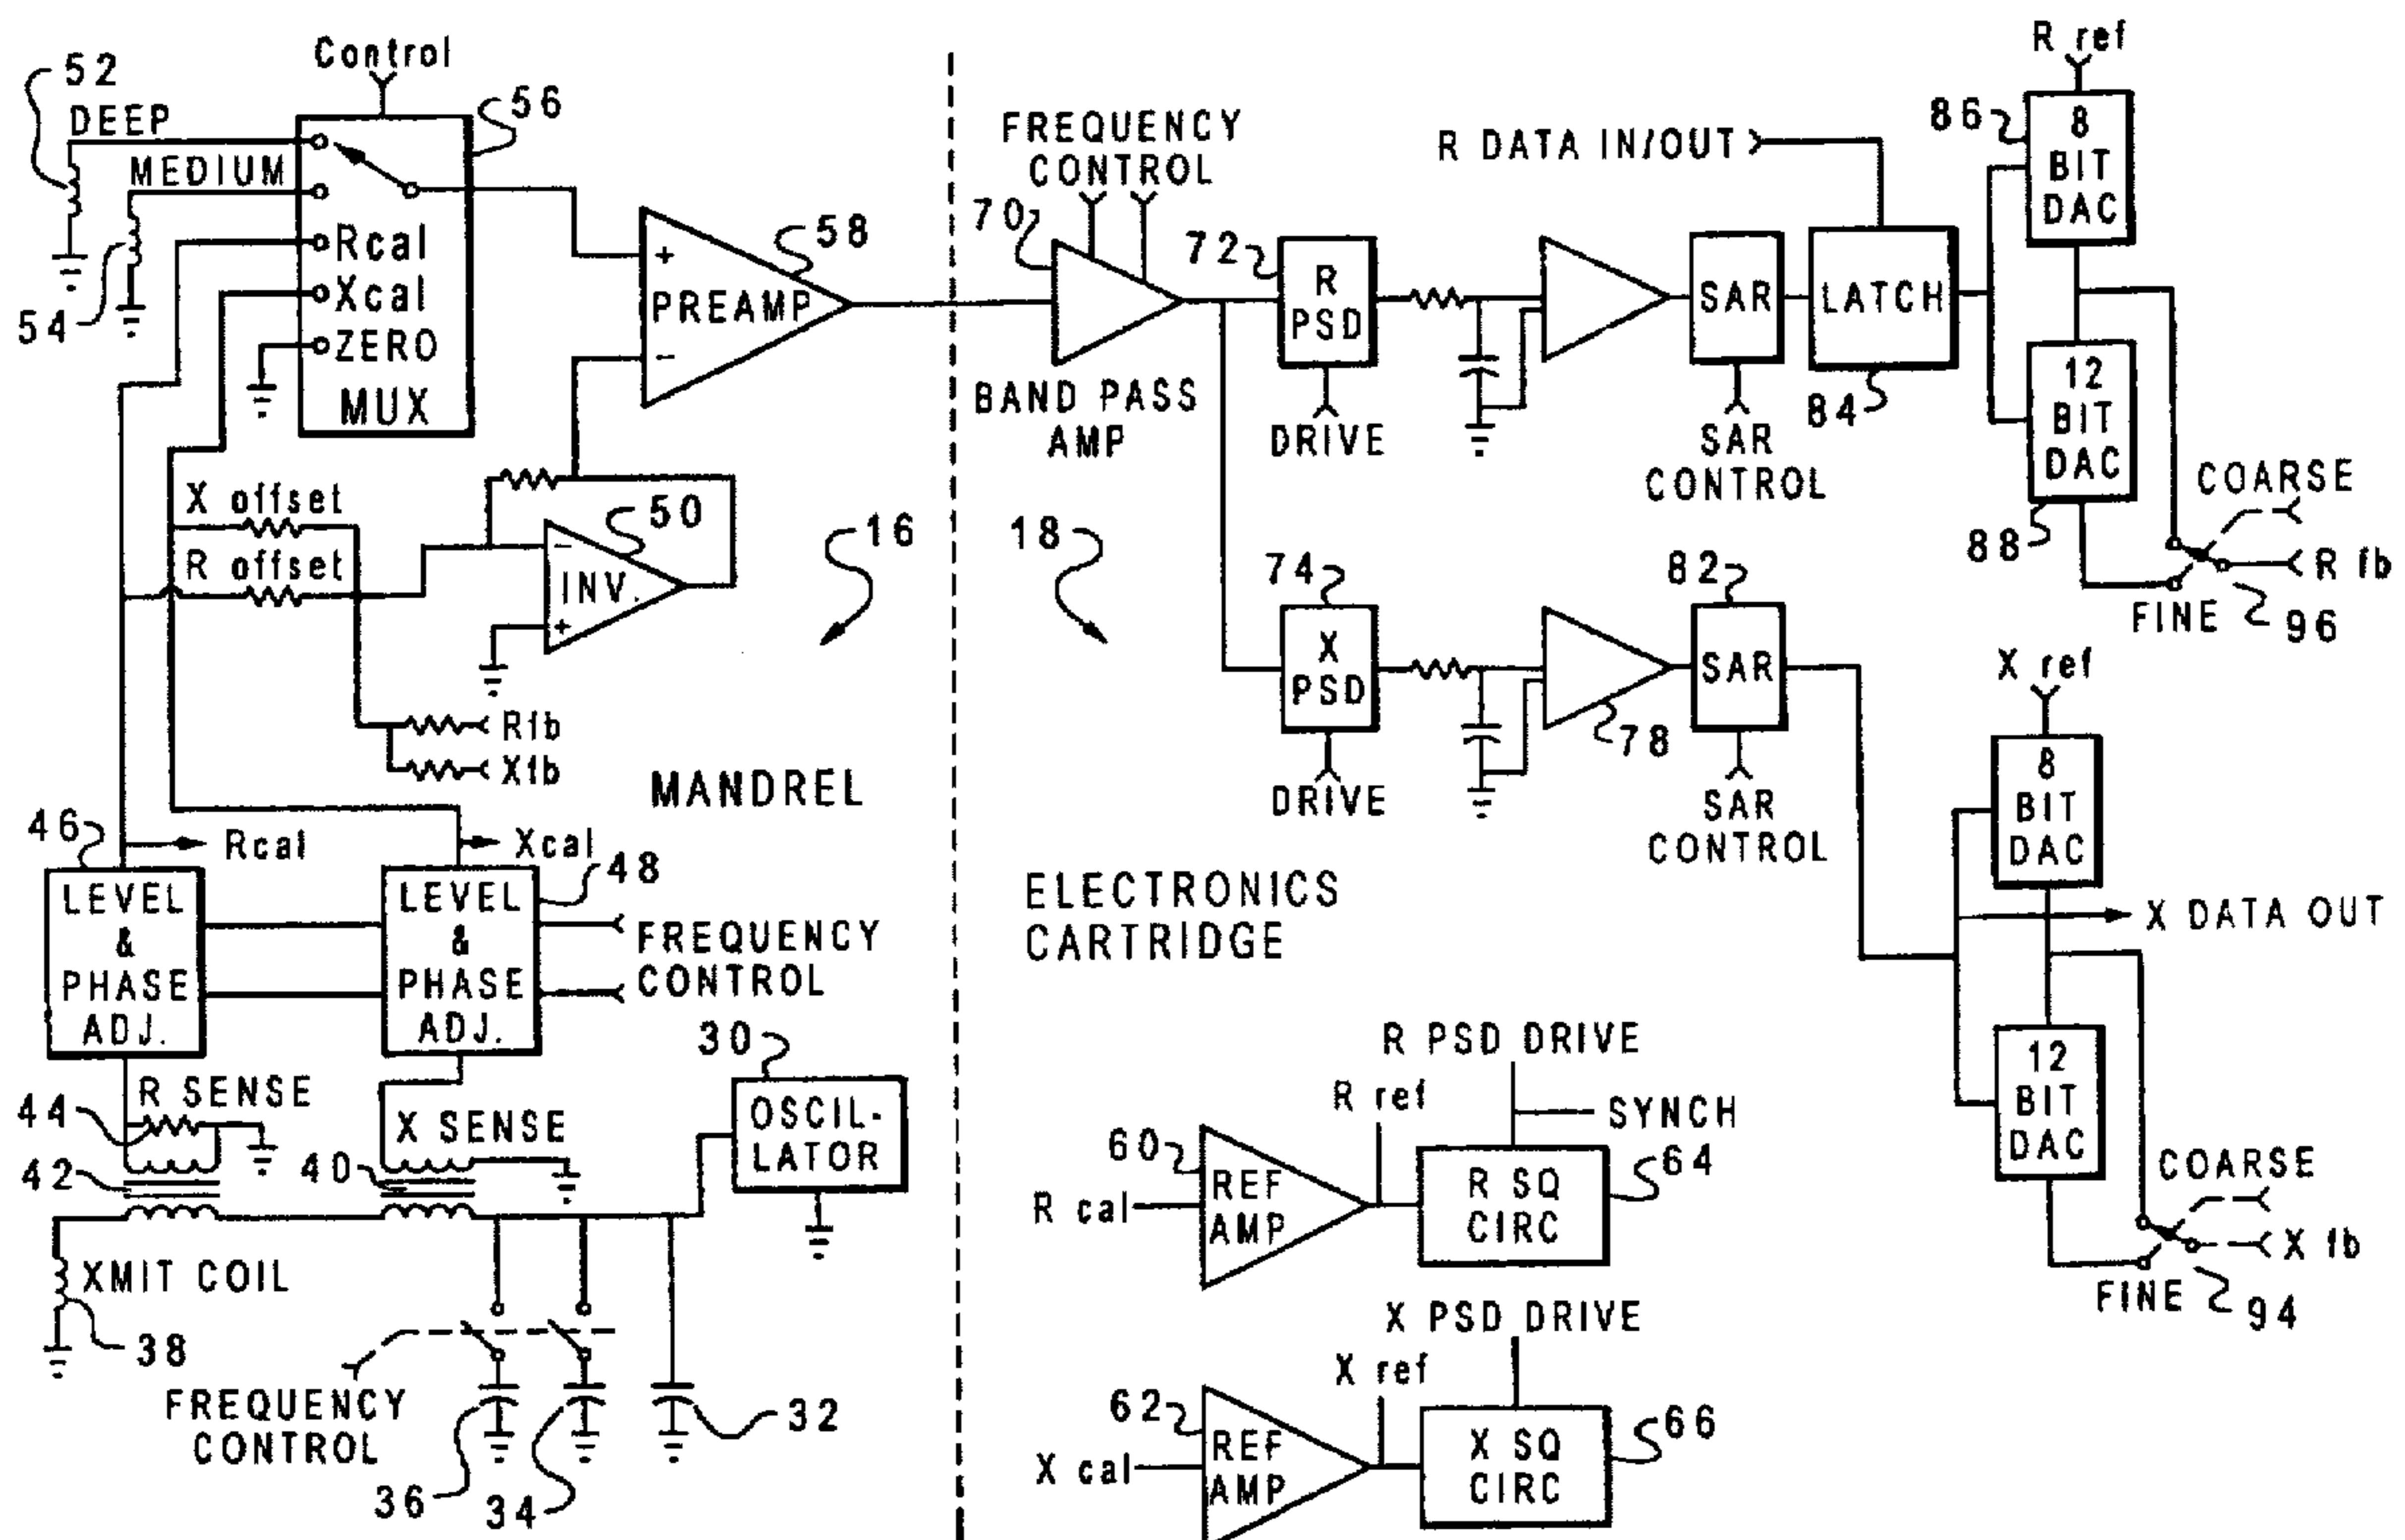 Control
52
DEEP
56
MEDIUM
Rcal
Xcal
ZERO
MUX
54
+
PREAMP
−
58
X offset
R offset
50
−
INV.
+
16
Rfb
Xfb
MANDREL
46
Rcal
Xcal
48
LEVEL
&
PHASE
ADJ.
LEVEL
&
PHASE
ADJ.
FREQUENCY
CONTROL
30
R SENSE
44
X SENSE
OSCIL-
LATOR
42
40
XMIT COIL
38
FREQUENCY
CONTROL
36
34
32
FREQUENCY
CONTROL
70
BAND PASS
AMP
72
R
PSD
DRIVE
SAR
SAR
CONTROL
R DATA IN/OUT
LATCH
84
R ref
86
8
BIT
DAC
12
BIT
DAC
88
COARSE
R fb
FINE
96
18
74
X
PSD
DRIVE
78
82
SAR
SAR
CONTROL
X ref
8
BIT
DAC
X DATA OUT
12
BIT
DAC
COARSE
X fb
FINE
94
ELECTRONICS
CARTRIDGE
R PSD DRIVE
R ref
SYNCH
60
REF
AMP
R cal
R SQ
CIRC
64
X PSD DRIVE
X ref
62
REF
AMP
X cal
X SQ
CIRC
66